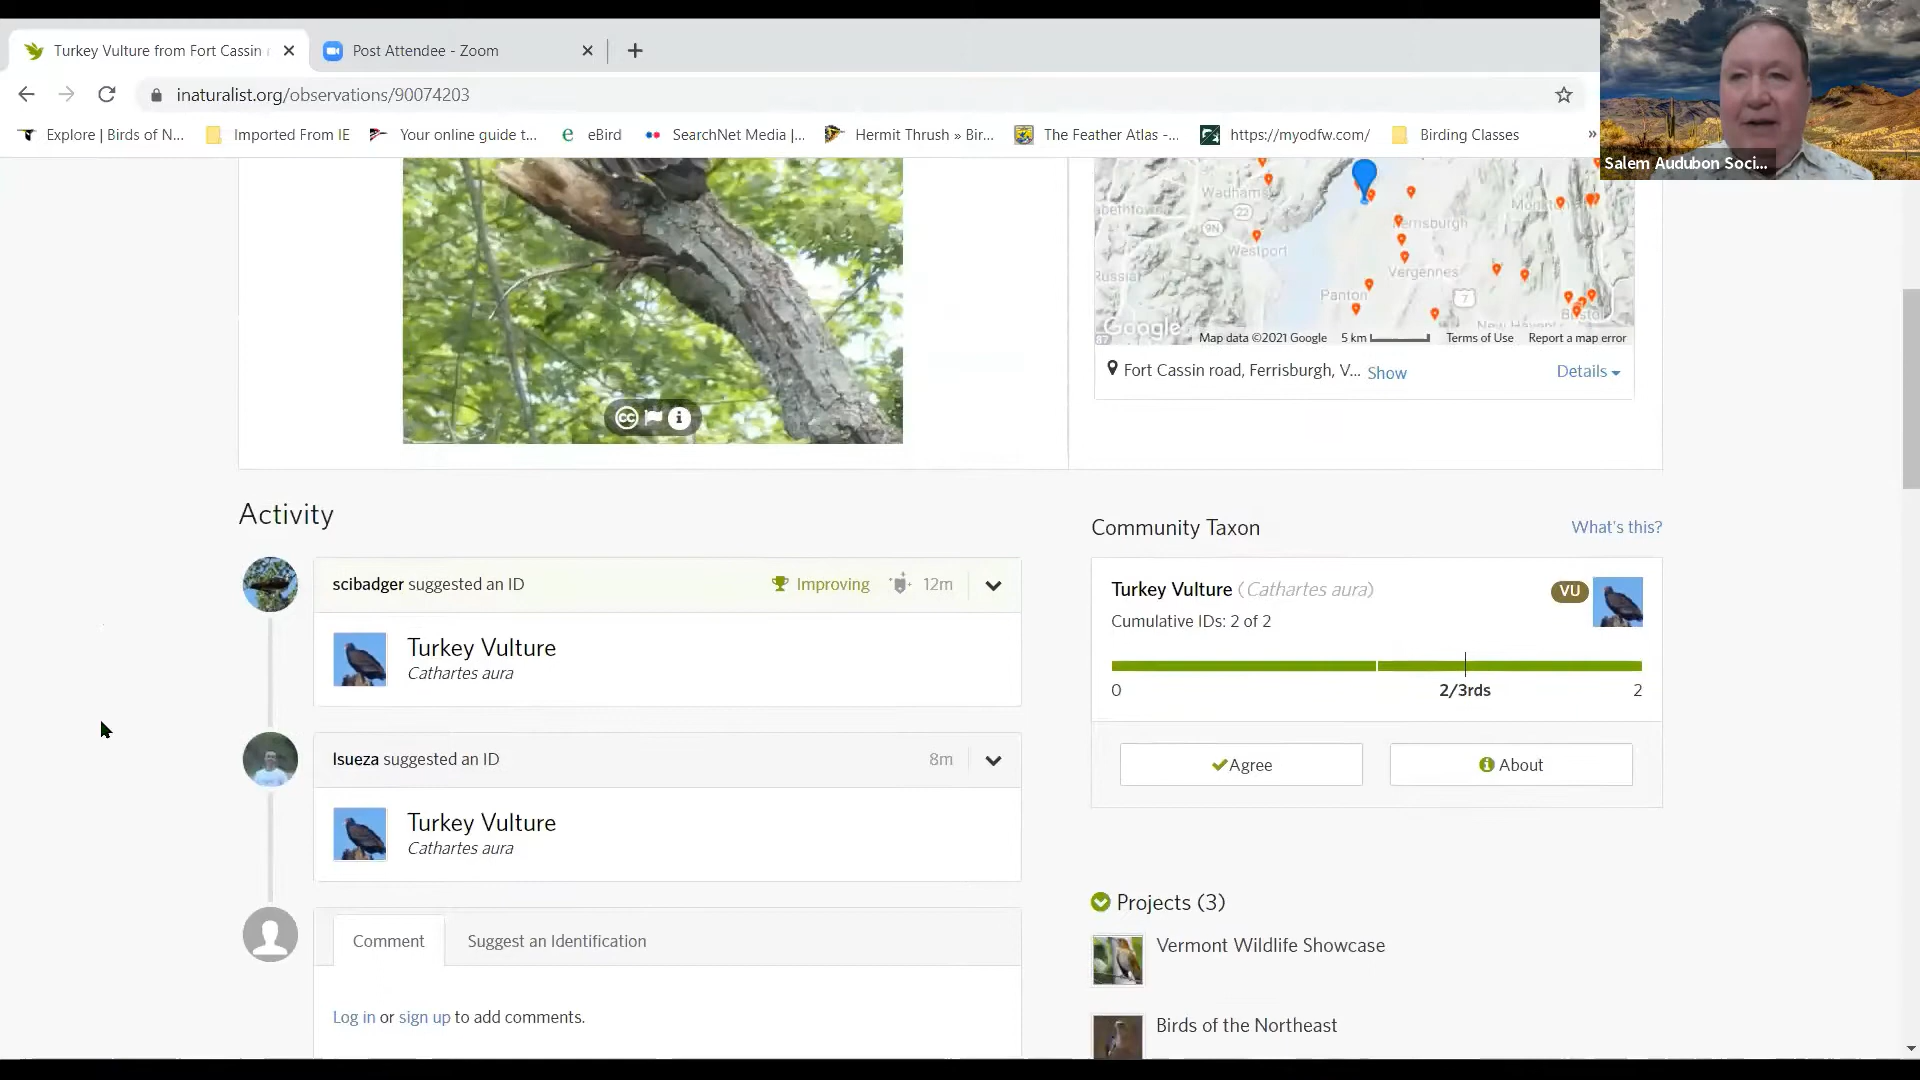 Turkey Vulture from Fort Cassin
Post Attendee - Zoom
inaturalist.org/observations/90074203
Explore | Birds of N...
Imported From IE
Your online guide t...
eBird
SearchNet Media |...
Hermit Thrush » Bir...
The Feather Atlas -...
https://myodfw.com/
Birding Classes
»
Salem Audubon Soci...
Wadhams
22
9N
Westport
Russia
Ferrisburgh
Vergennes
Panton
7
Bristol
Google
Map data ©2021 Google
5 km
Terms of Use
Report a map error
Fort Cassin road, Ferrisburgh, V... Show
Details
Activity
scibadger suggested an ID
Improving
12m
Turkey Vulture
Cathartes aura
lsueza suggested an ID
8m
Turkey Vulture
Cathartes aura
Comment
Suggest an Identification
Log in or sign up to add comments.
Community Taxon
What's this?
Turkey Vulture (Cathartes aura)
VU
Cumulative IDs: 2 of 2
0
2/3rds
2
Agree
About
Projects (3)
Vermont Wildlife Showcase
Birds of the Northeast